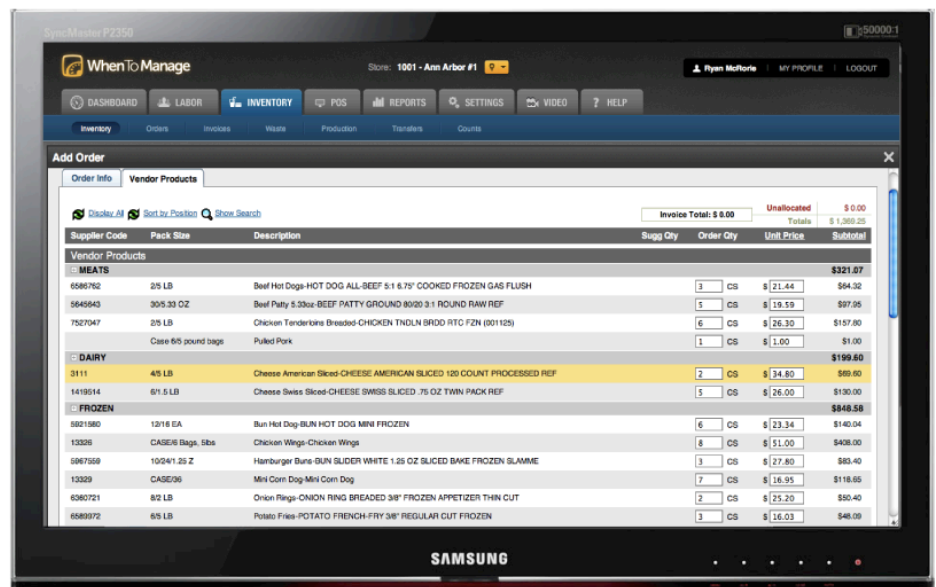 SyncMaster P2350
50000:1
WhenToManage
Store: 1001 - Ann Arbor #1
Ryan McRorie MY PROFILE LOGOUT
DASHBOARD LABOR INVENTORY POS REPORTS SETTINGS VIDEO ? HELP
Inventory Orders Invoices Waste Production Transfers Counts
Add Order
Order Info Vendor Products
Display All Sort by Position Show Search
Invoice Total: $ 0.00
Unallocated $ 0.00
Totals $ 1,369.25
Supplier Code Pack Size Description Sugg Qty Order Qty Unit Price Subtotal
Vendor Products
MEATS $321.07
6586762 2/5 LB Beef Hot Dogs-HOT DOG ALL-BEEF 5:1 6.75" COOKED FROZEN GAS FLUSH 3 CS $ 21.44 $64.32
5645643 30/5.33 OZ Beef Patty 5.33oz-BEEF PATTY GROUND 80/20 3:1 ROUND RAW REF 5 CS $ 19.59 $97.95
7527047 2/5 LB Chicken Tenderloins Breaded-CHICKEN TNDLN BRDD RTC FZN (001125) 6 CS $ 26.30 $157.80
Case 6/5 pound bags Pulled Pork 1 CS $ 1.00 $1.00
DAIRY $199.60
3111 4/5 LB Cheese American Sliced-CHEESE AMERICAN SLICED 120 COUNT PROCESSED REF 2 CS $ 34.80 $69.60
1419514 6/1.5 LB Cheese Swiss Sliced-CHEESE SWISS SLICED .75 OZ TWIN PACK REF 5 CS $ 26.00 $130.00
FROZEN $848.58
5921580 12/16 EA Bun Hot Dog-BUN HOT DOG MINI FROZEN 6 CS $ 23.34 $140.04
13326 CASE/6 Bags, 5lbs Chicken Wings-Chicken Wings 8 CS $ 51.00 $408.00
5967559 10/24/1.25 Z Hamburger Buns-BUN SLIDER WHITE 1.25 OZ SLICED BAKE FROZEN SLAMME 3 CS $ 27.80 $83.40
13329 CASE/36 Mini Corn Dog-Mini Corn Dog 7 CS $ 16.95 $118.65
6360721 8/2 LB Onion Rings-ONION RING BREADED 3/8" FROZEN APPETIZER THIN CUT 2 CS $ 25.20 $50.40
6589972 6/5 LB Potato Fries-POTATO FRENCH-FRY 3/8" REGULAR CUT FROZEN 3 CS $ 16.03 $48.09
SAMSUNG